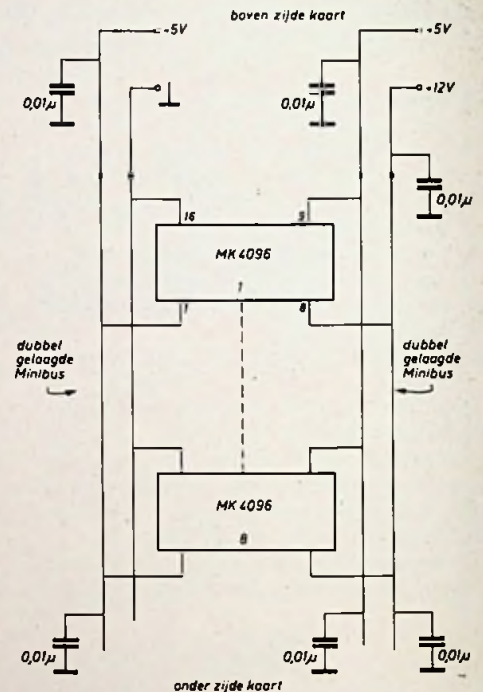 boven zijde kaart
-5V
+5V
0,01µ
0,01µ
+12V
0,01µ
16
9
MK 4096
1
1
8
dubbel
gelaagde
Minibus
dubbel
gelaagde
Minibus
MK 4096
8
0,01µ
0,01µ
0,01µ
onder zijde kaart